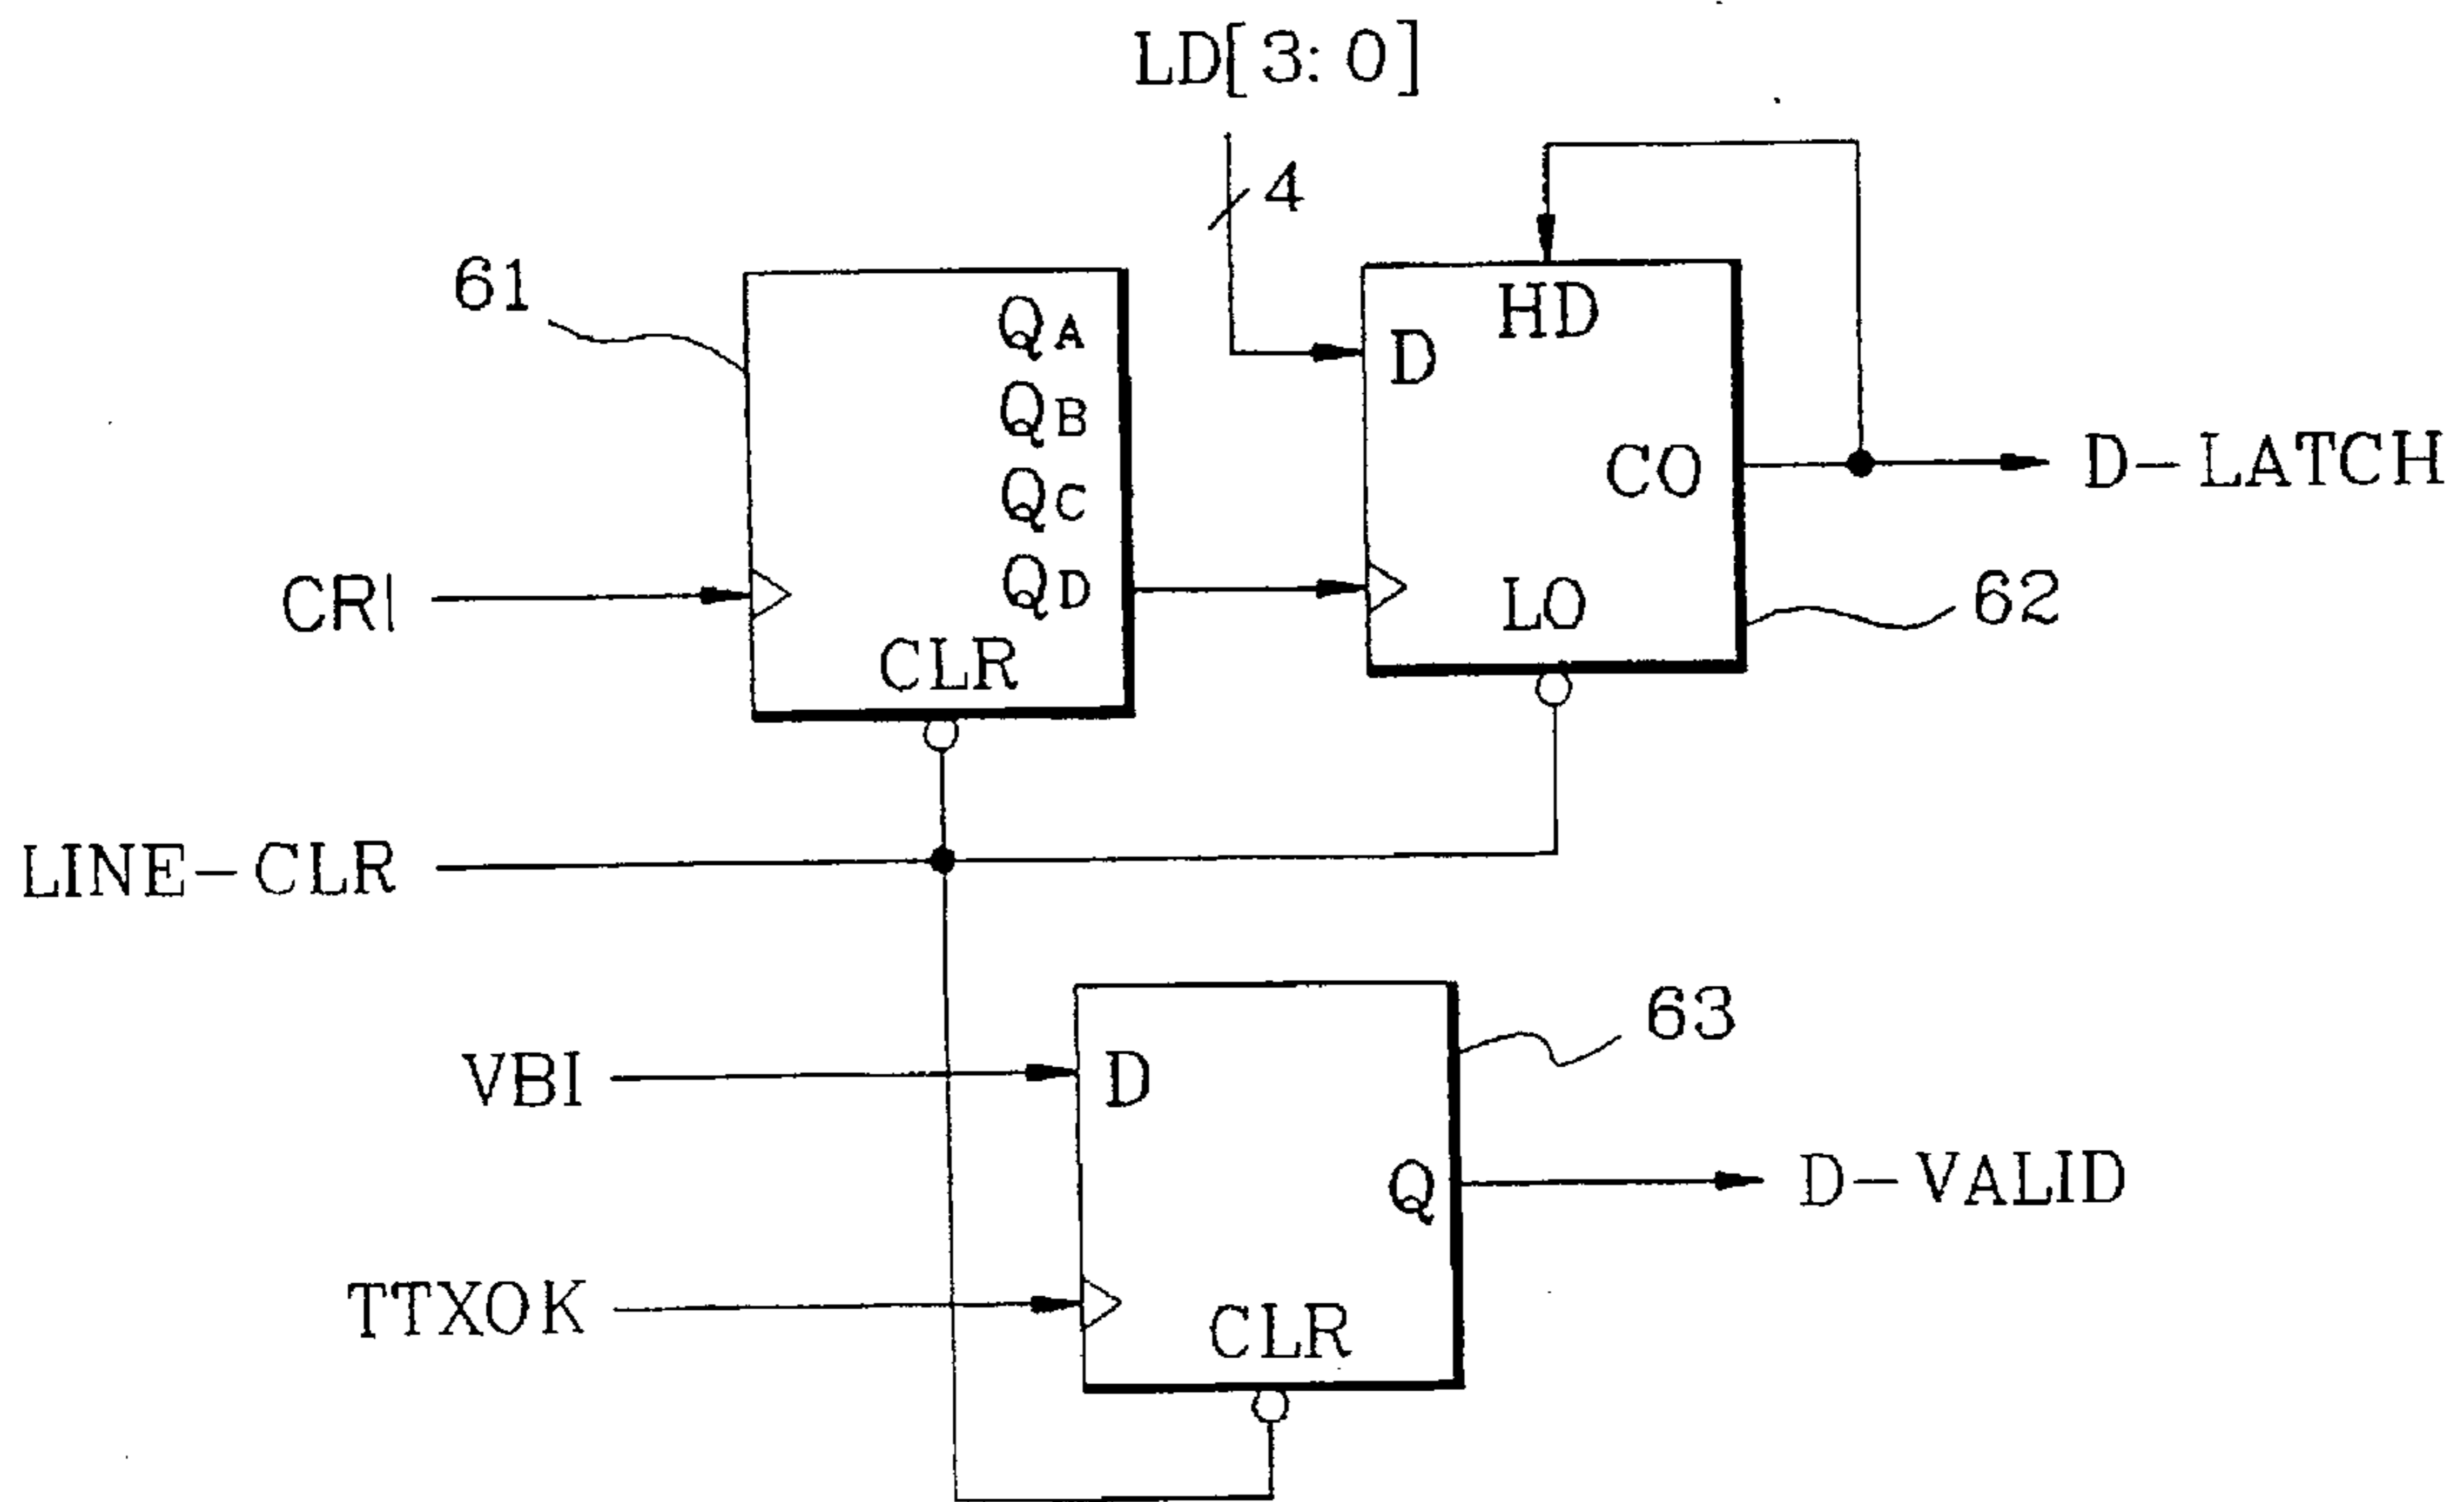 LD[3:0]
4
61
QA
QB
QC
QD
CLR
CRI
HD
D
CO
LO
D-LATCH
62
LINE-CLR
63
VBI
D
Q
D-VALID
TTXOK
CLR